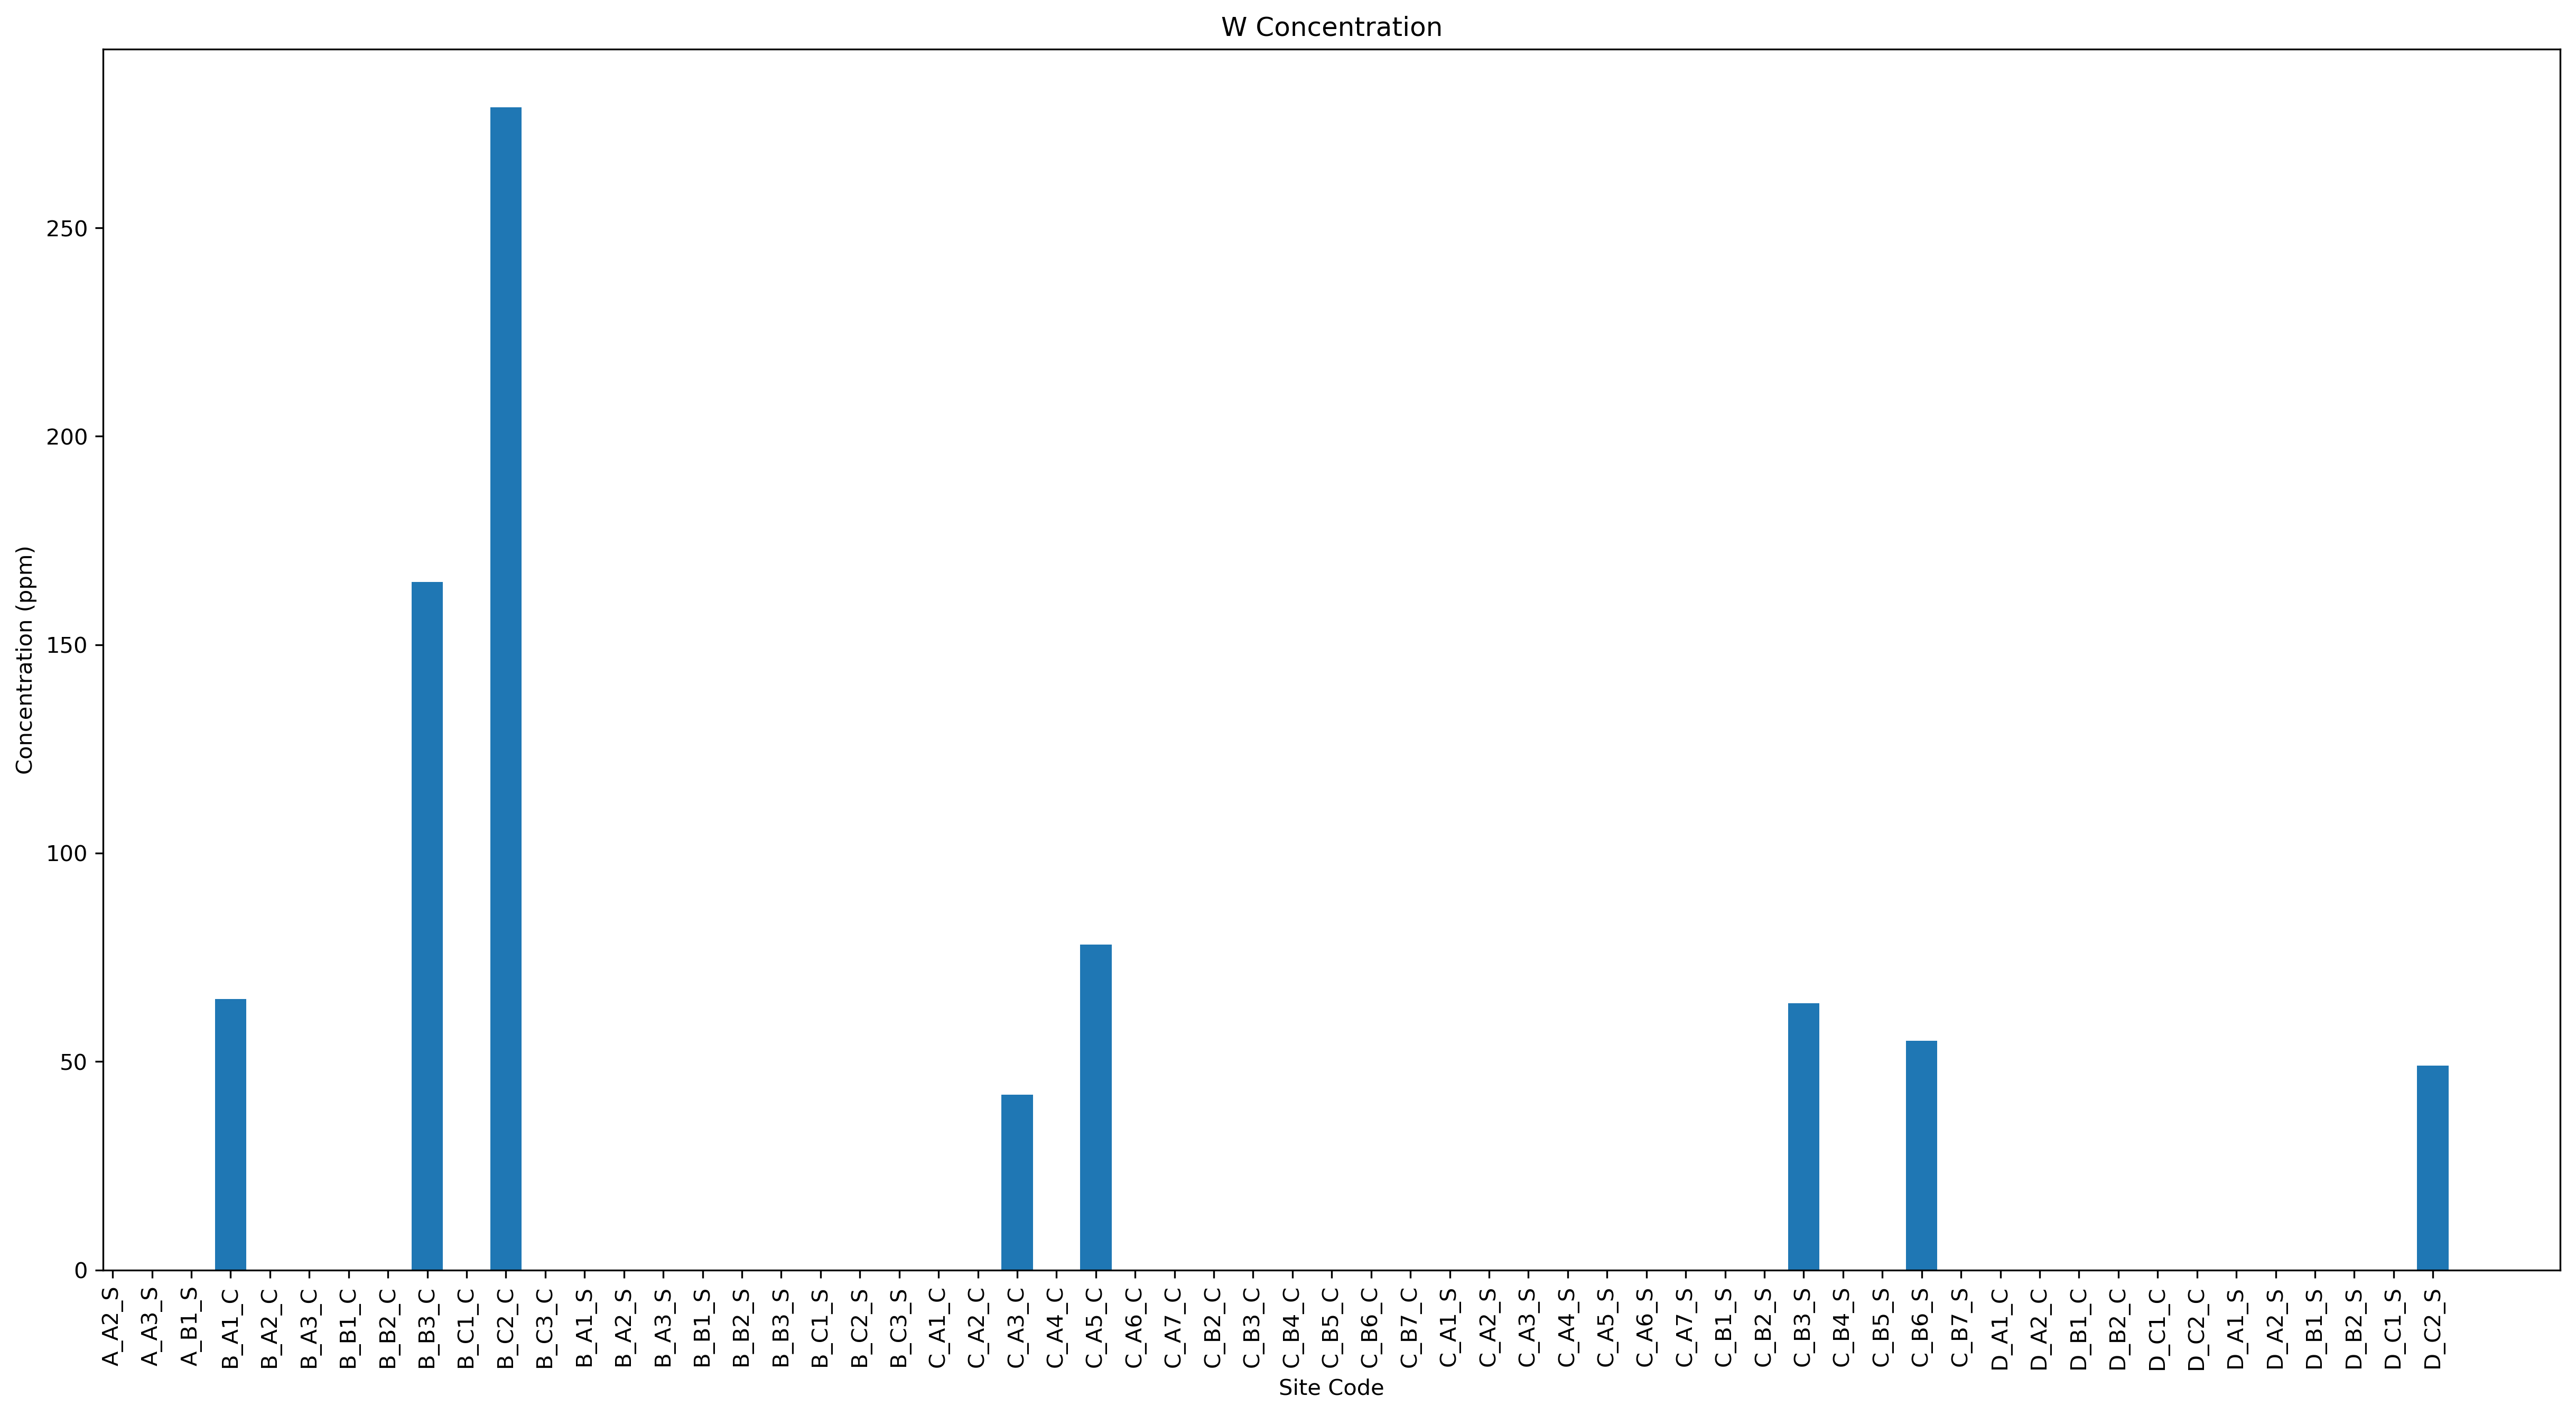 W Concentration
Concentration (ppm)
250
200
150
100
50
0
A_A2_S
A_A3_S
A_B1_S
B_A1_C
B_A2_C
B_A3_C
B_B1_C
B_B2_C
B_B3_C
B_C1_C
B_C2_C
B_C3_C
B_A1_S
B_A2_S
B_A3_S
B_B1_S
B_B2_S
B_B3_S
B_C1_S
B_C2_S
B_C3_S
C_A1_C
C_A2_C
C_A3_C
C_A4_C
C_A5_C
C_A6_C
C_A7_C
C_B2_C
C_B3_C
C_B4_C
C_B5_C
C_B6_C
C_B7_C
C_A1_S
C_A2_S
C_A3_S
C_A4_S
C_A5_S
C_A6_S
C_A7_S
C_B1_S
C_B2_S
C_B3_S
C_B4_S
C_B5_S
C_B6_S
C_B7_S
D_A1_C
D_A2_C
D_B1_C
D_B2_C
D_C1_C
D_C2_C
D_A1_S
D_A2_S
D_B1_S
D_B2_S
D_C1_S
D_C2_S
Site Code